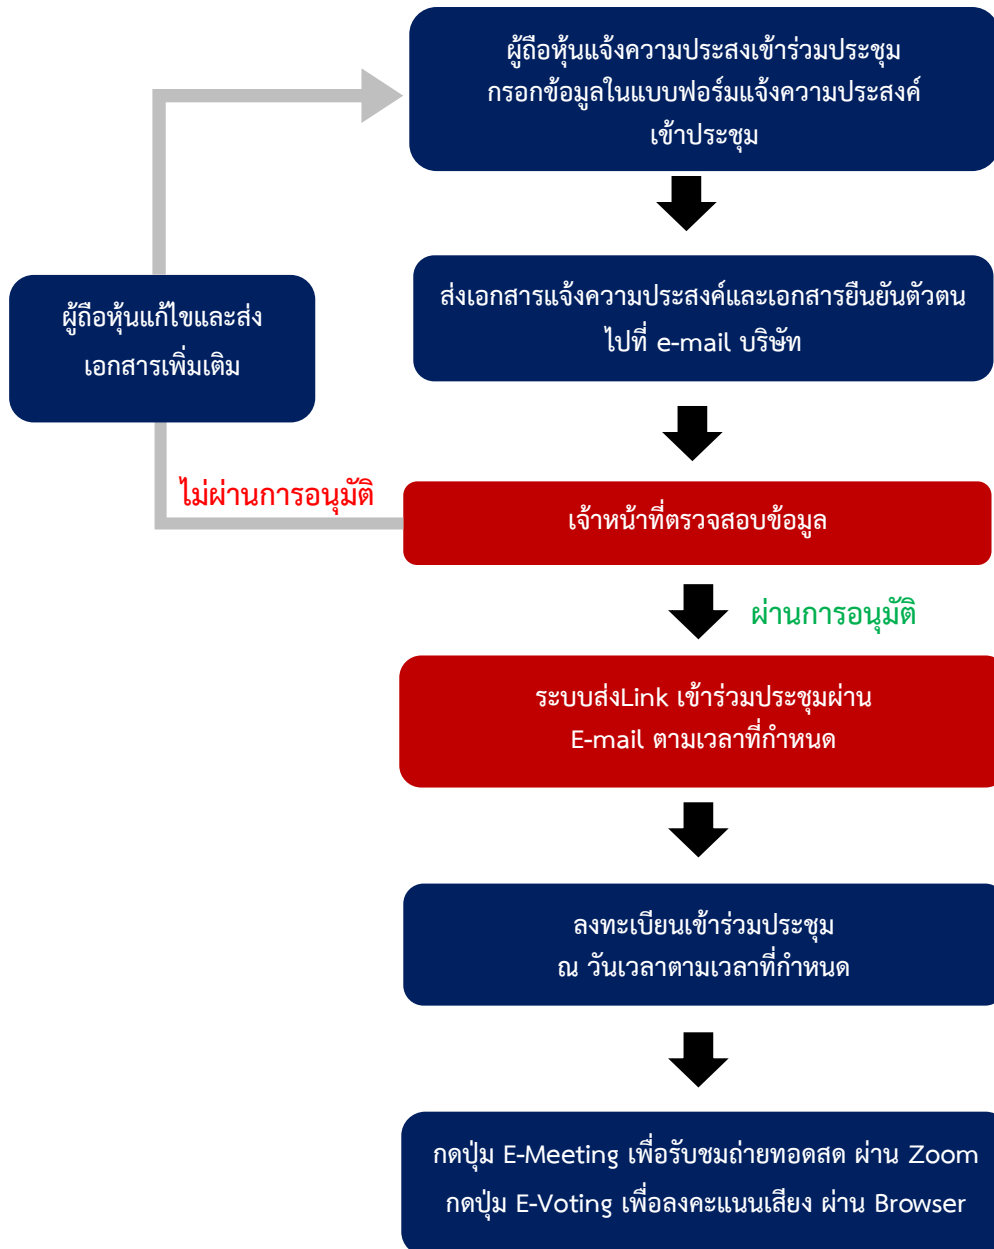 ผู้ถือหุ้นแจ้งความประสงเข้าร่วมประชุม
กรอกข้อมูลในแบบฟอร์มแจ้งความประสงค์
เข้าประชุม
ส่งเอกสารแจ้งความประสงค์และเอกสารยืนยันตัวตน
ไปที่ e-mail บริษัท
ผู้ถือหุ้นแก้ไขและส่ง
เอกสารเพิ่มเติม
ไม่ผ่านการอนุมัติ
เจ้าหน้าที่ตรวจสอบข้อมูล
ผ่านการอนุมัติ
ระบบส่งLink เข้าร่วมประชุมผ่าน
E-mail ตามเวลาที่กำหนด
ลงทะเบียนเข้าร่วมประชุม
ณ วันเวลาตามเวลาที่กำหนด
กดปุ่ม E-Meeting เพื่อรับชมถ่ายทอดสด ผ่าน Zoom
กดปุ่ม E-Voting เพื่อลงคะแนนเสียง ผ่าน Browser